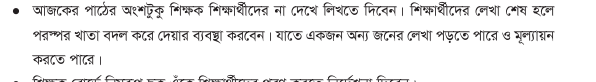 • আজকের পাঠের অংশটুকু শিক্ষক শিক্ষার্থীদের না দেখে লিখতে দিবেন। শিক্ষার্থীদের লেখা শেষ হলে
পরস্পর খাতা বদল করে দেয়ার ব্যবস্থা করবেন। যাতে একজন অন্য জনের লেখা পড়তে পারে ও মূল্যায়ন
করতে পারে।